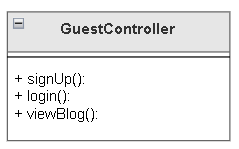 GuestController
+ signUp():
+ login():
+ viewBlog():